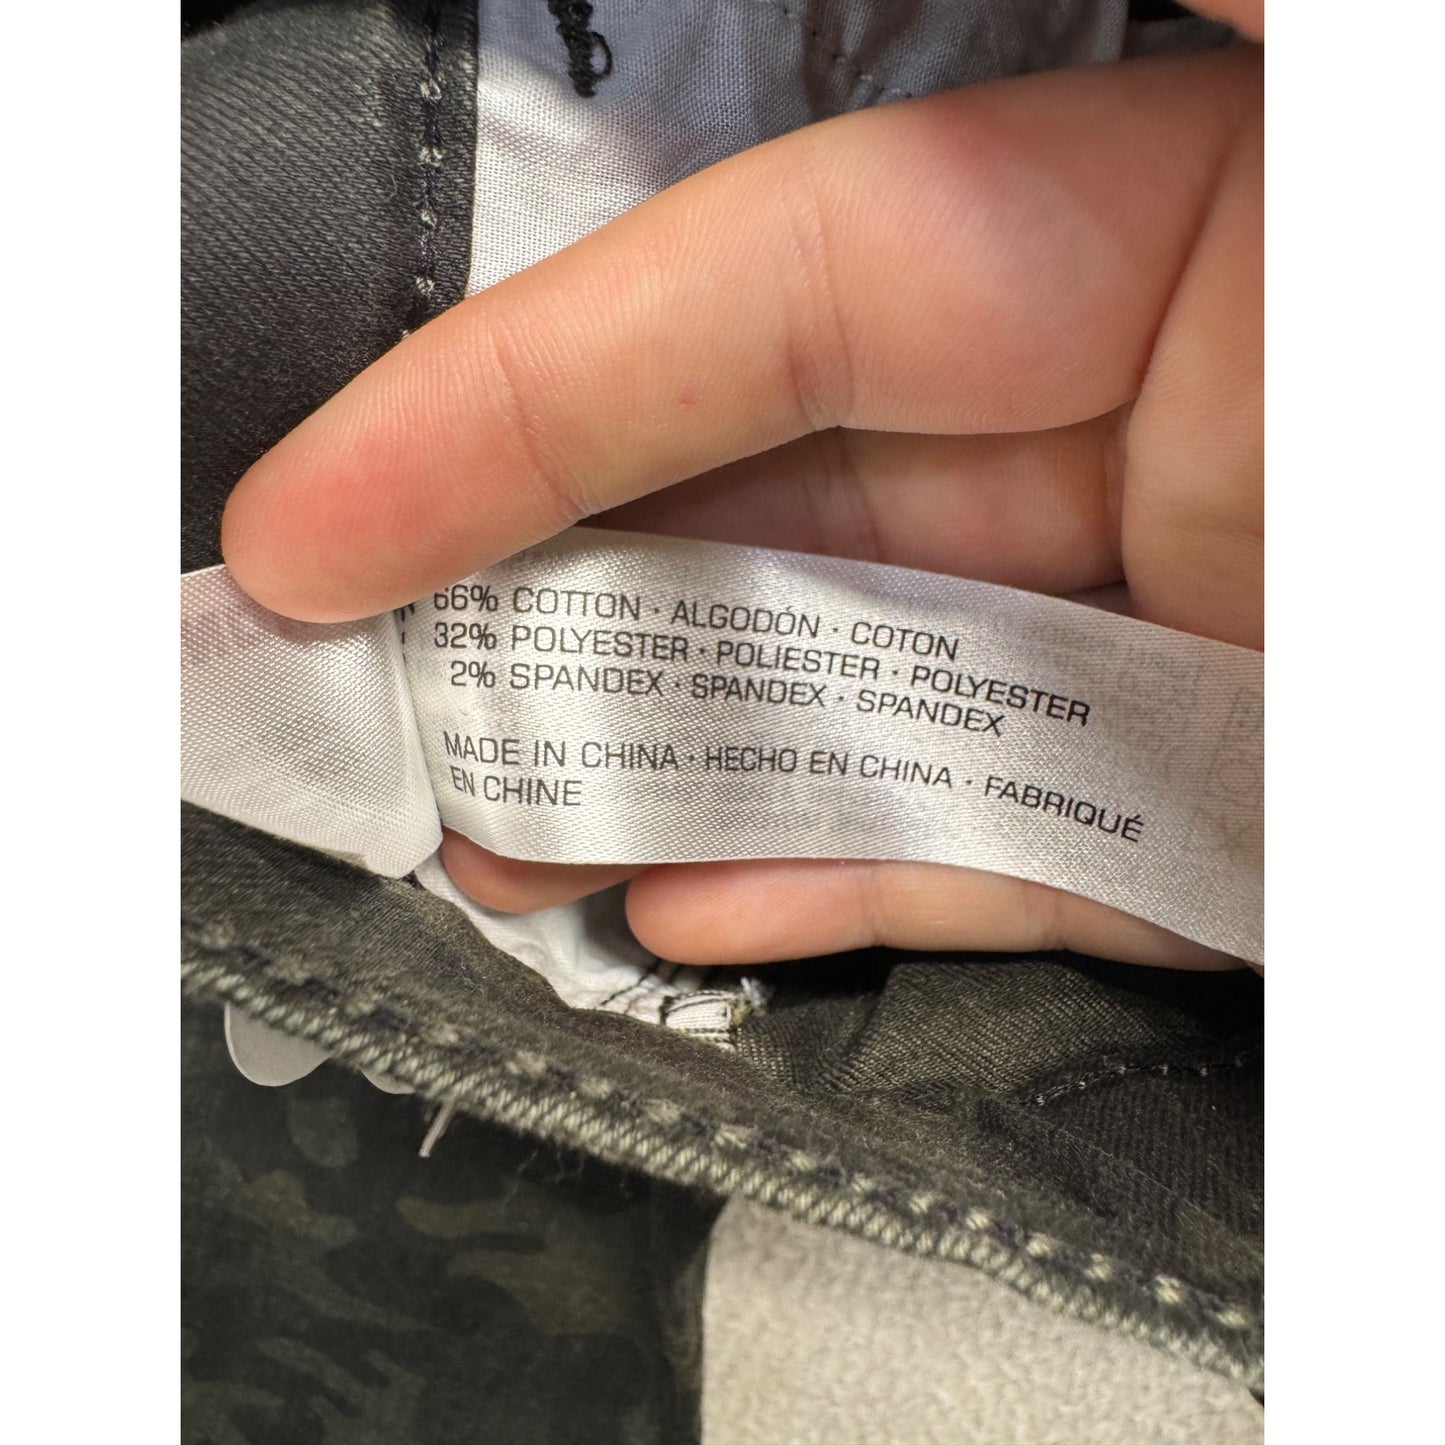 66% COTTON · ALGODÓN · COTON
32% POLYESTER · POLIESTER · POLYESTER
2% SPANDEX · SPANDEX · SPANDEX
MADE IN CHINA · HECHO EN CHINA · FABRIQUÉ
EN CHINE